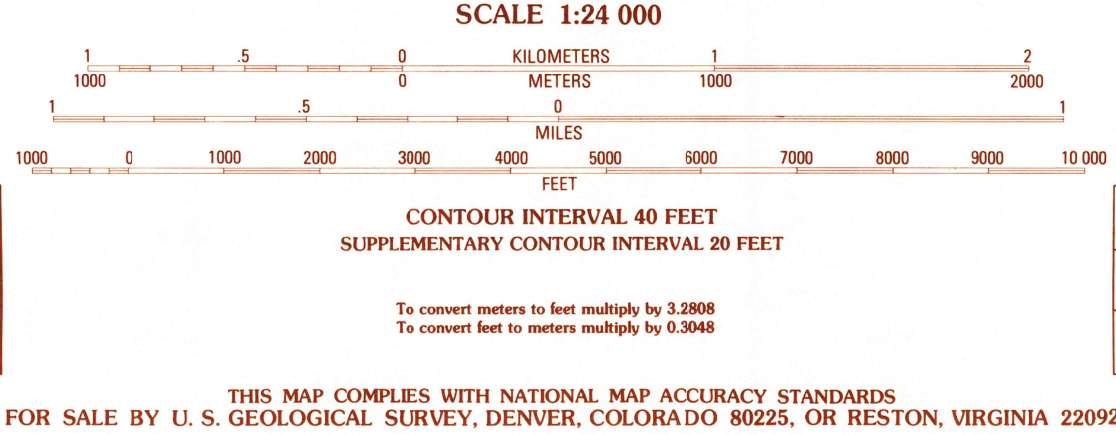 SCALE 1:24 000
1 .5 0 KILOMETERS 1 2
1000 0 METERS 1000 2000
1 .5 0 1
MILES
1000 0 1000 2000 3000 4000 5000 6000 7000 8000 9000 10 000
FEET
CONTOUR INTERVAL 40 FEET
SUPPLEMENTARY CONTOUR INTERVAL 20 FEET
To convert meters to feet multiply by 3.2808
To convert feet to meters multiply by 0.3048
THIS MAP COMPLIES WITH NATIONAL MAP ACCURACY STANDARDS
FOR SALE BY U. S. GEOLOGICAL SURVEY, DENVER, COLORADO 80225, OR RESTON, VIRGINIA 22092